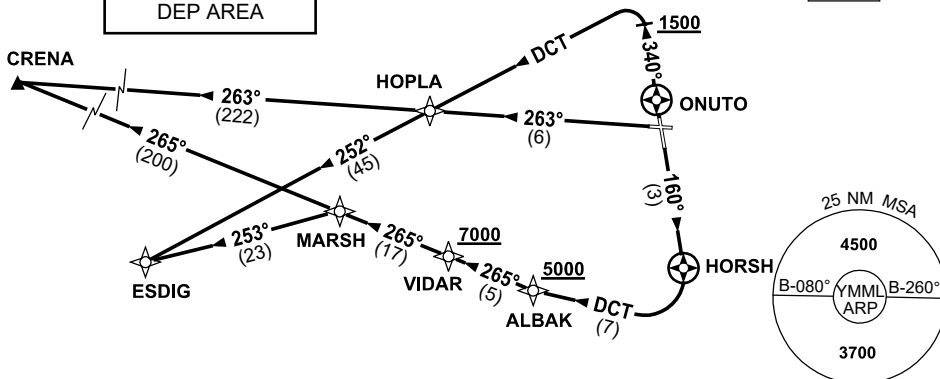 DEP AREA
1500
CRENA
DCT
340°
HOPLA
ONUTO
263°
(222)
263°
(6)
265°
(200)
252°
(45)
160°
(3)
25 NM MSA
4500
MARSH
265°
(17)
7000
253°
(23)
HORSH
5000
265°
(5)
ESDIG
VIDAR
B-080°
YMML
ARP
B-260°
ALBAK
DCT
(7)
3700